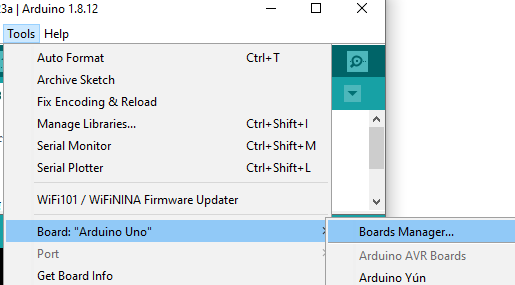 23a | Arduino 1.8.12
Tools Help
Auto Format Ctrl+T
Archive Sketch
Fix Encoding & Reload
Manage Libraries... Ctrl+Shift+I
Serial Monitor Ctrl+Shift+M
Serial Plotter Ctrl+Shift+L
WiFi101 / WiFiNINA Firmware Updater
Board: "Arduino Uno" Boards Manager...
Port Arduino AVR Boards
Get Board Info Arduino Yún